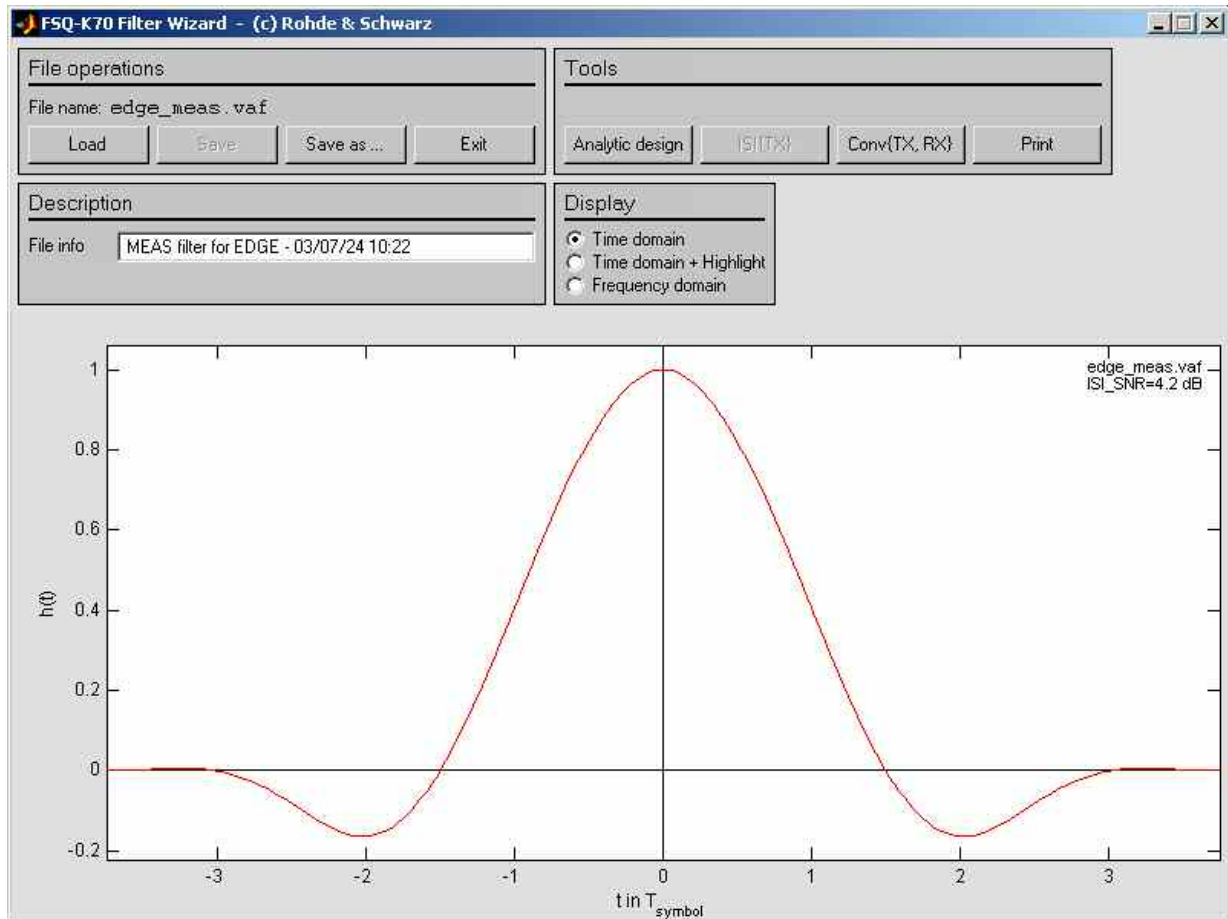 FSQ-K70 Filter Wizard - (c) Rohde & Schwarz
File operations
File name: edge_meas.vaf
Load
Save
Save as ...
Exit
Tools
Analytic design
ISI{TX}
Conv{TX, RX}
Print
Description
File info
MEAS filter for EDGE - 03/07/24 10:22
Display
Time domain
Time domain + Highlight
Frequency domain
edge_meas.vaf
ISI_SNR=4.2 dB
1
0.8
0.6
0.4
0.2
0
-0.2
h(t)
-3 -2 -1 0 1 2 3
t in Tsymbol